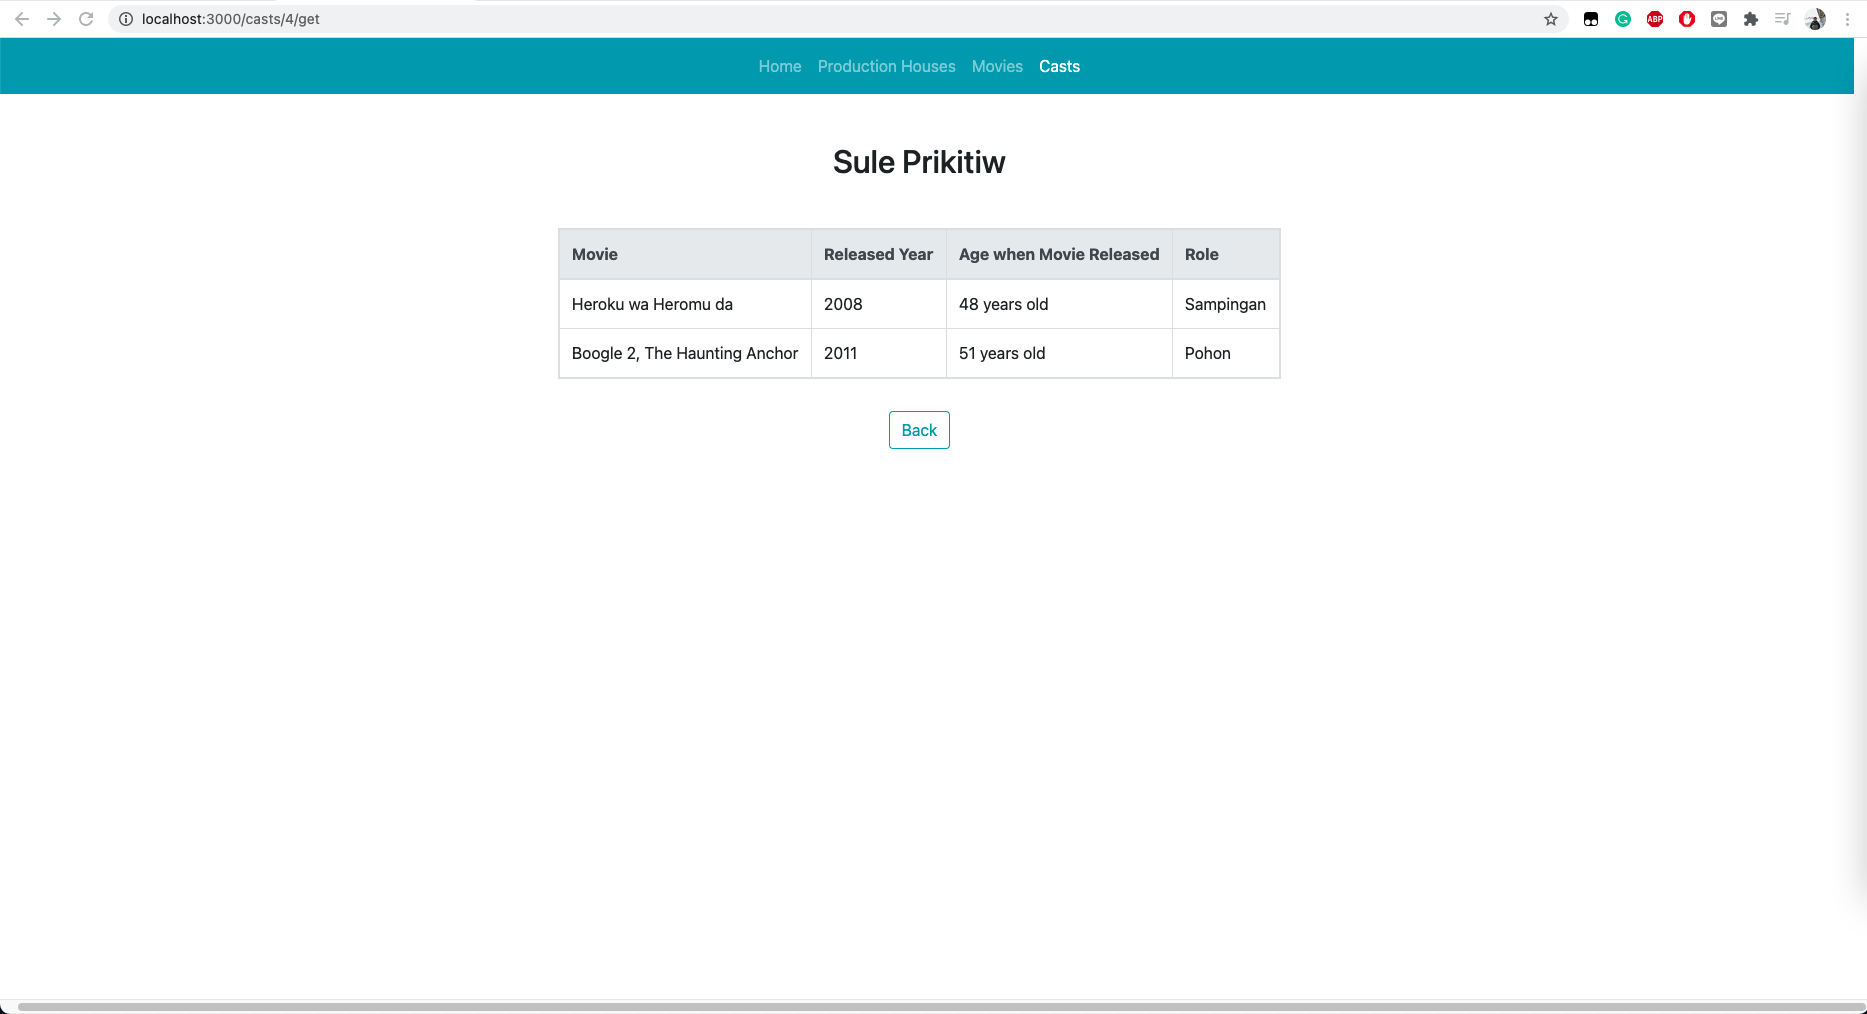 localhost:3000/casts/4/get
ABP
Home Production Houses Movies Casts
Sule Prikitiw
Movie Released Year Age when Movie Released Role
Heroku wa Heromu da 2008 48 years old Sampingan
Boogle 2, The Haunting Anchor 2011 51 years old Pohon
Back